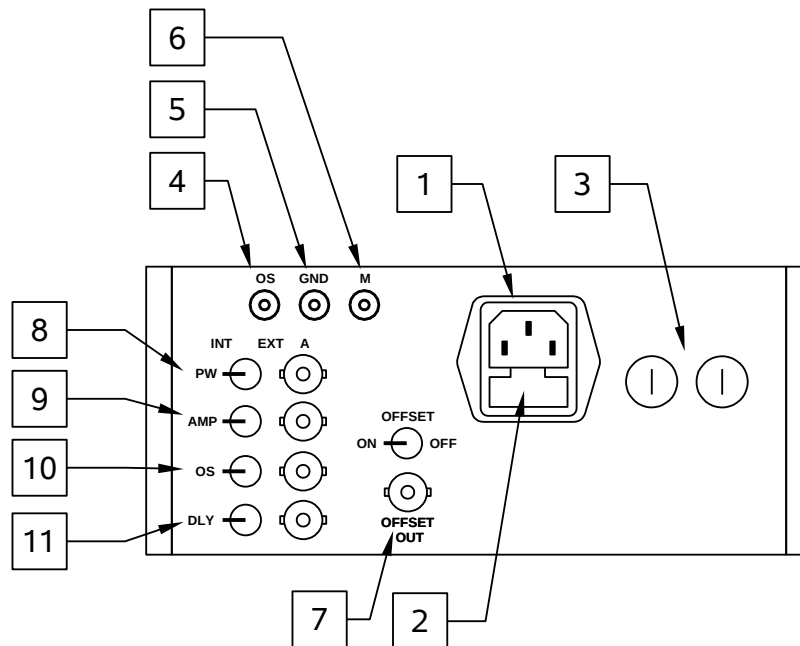 6
5
4
1
3
OS GND M
8
INT EXT A
PW
9
AMP
OFFSET
ON OFF
10
OS
11
DLY
OFFSET
OUT
7
2